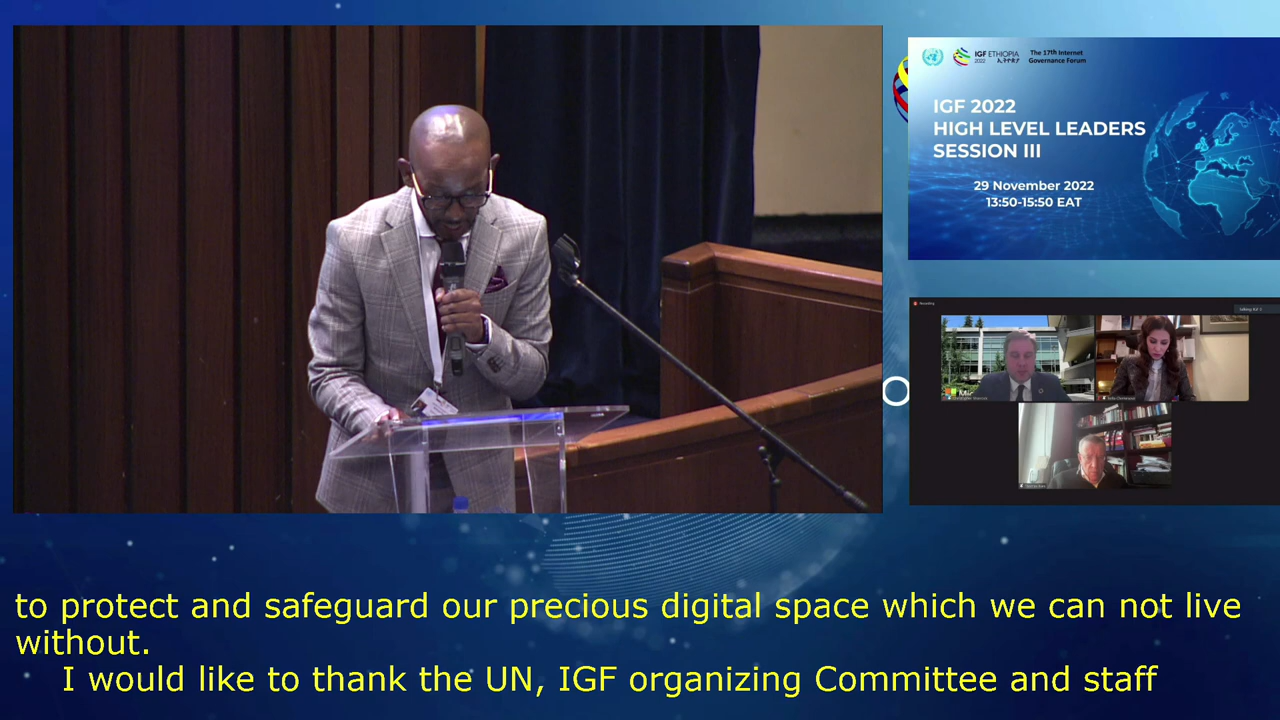 IGF ETHIOPIA
2022 ኢትዮጵያ
The 17th Internet
Governance Forum
IGF 2022
HIGH LEVEL LEADERS
SESSION III
29 November 2022
13:50-15:50 EAT
Recording
to protect and safeguard our precious digital space which we can not live
without.
I would like to thank the UN, IGF organizing Committee and staff